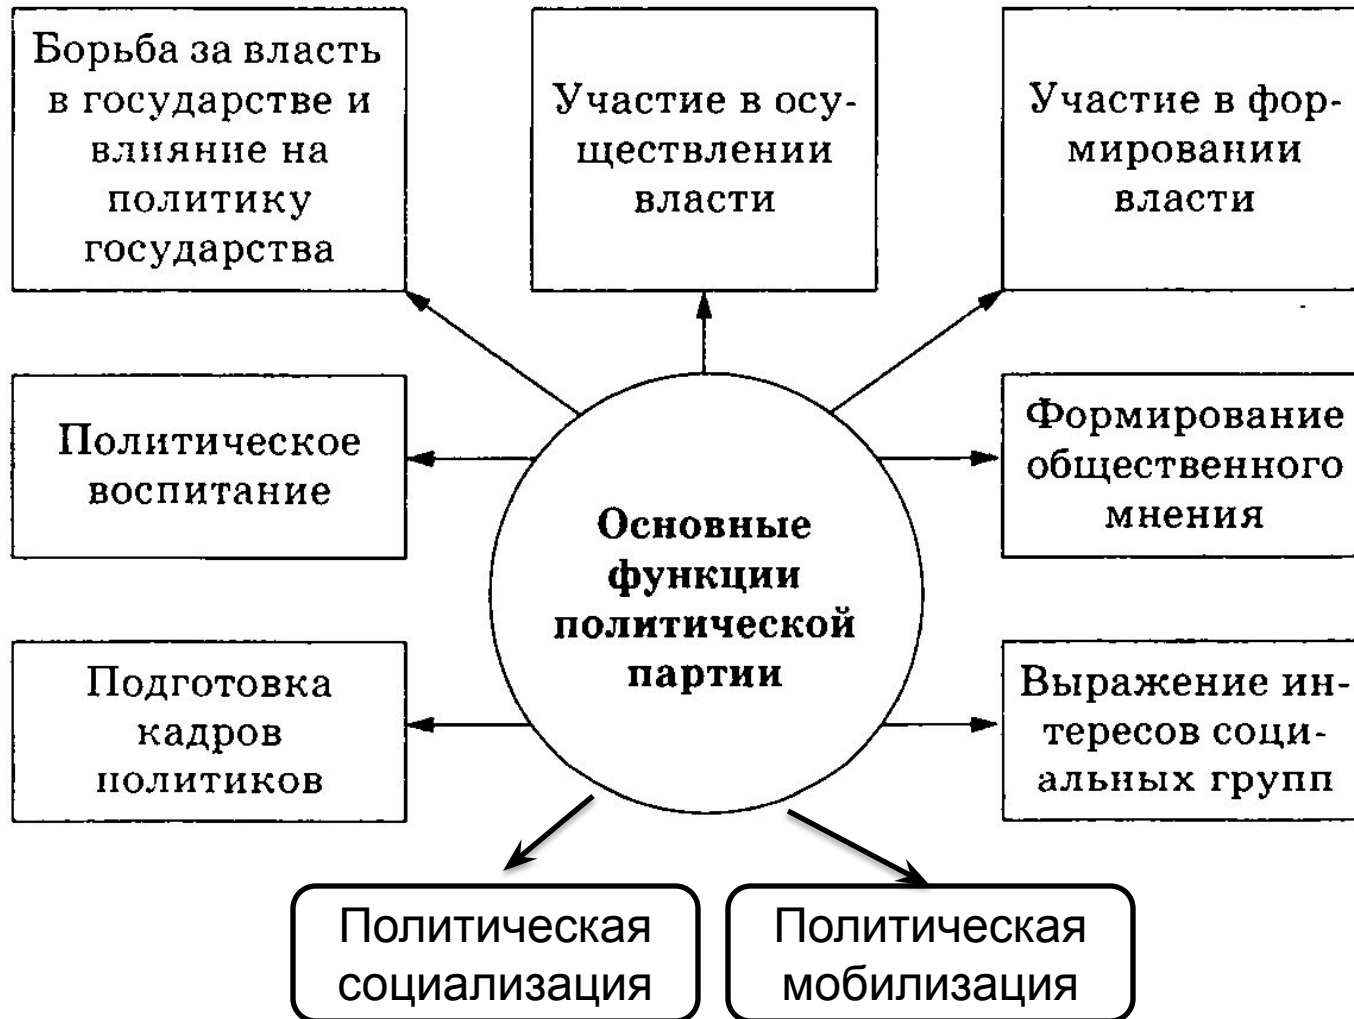 Борьба за власть
в государстве и
влияние на
политику
государства
Участие в осу-
ществлении
власти
Участие в фор-
мировании
власти
Политическое
воспитание
Основные
функции
политической
партии
Формирование
общественного
мнения
Подготовка
кадров
политиков
Выражение ин-
тересов соци-
альных групп
Политическая
социализация
Политическая
мобилизация